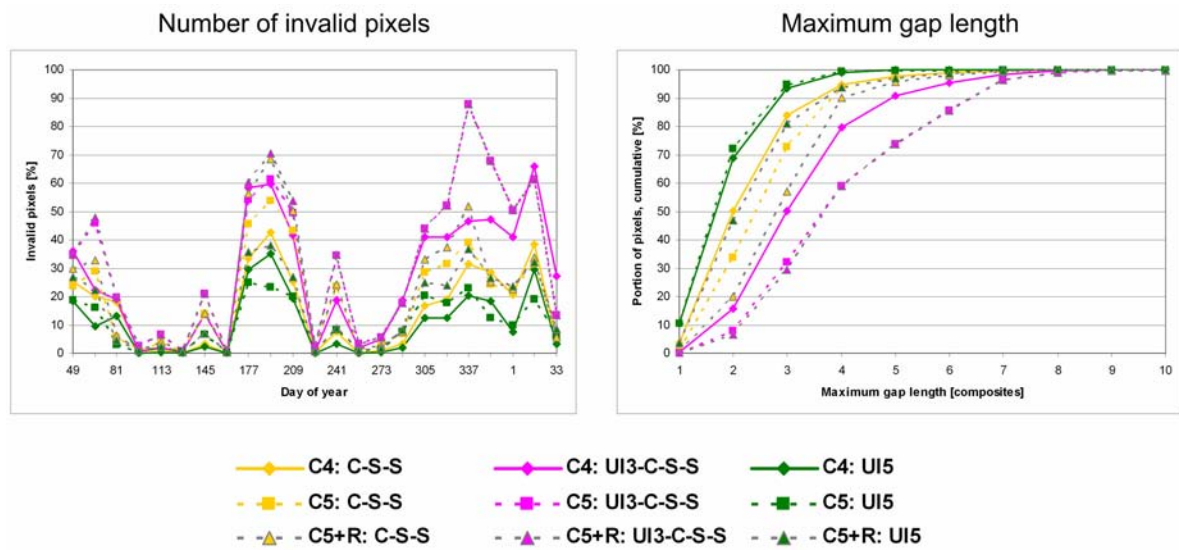 Number of invalid pixels
Maximum gap length
100
90
80
70
60
50
40
30
20
10
0
Invalid pixels [%]
49 81 113 145 177 209 241 273 305 337 1 33
Day of year
100
90
80
70
60
50
40
30
20
10
0
Portion of pixels, cumulative [%]
1 2 3 4 5 6 7 8 9 10
Maximum gap length [composites]
C4: C-S-S
C4: UI3-C-S-S
C4: UI5
C5: C-S-S
C5: UI3-C-S-S
C5: UI5
C5+R: C-S-S
C5+R: UI3-C-S-S
C5+R: UI5